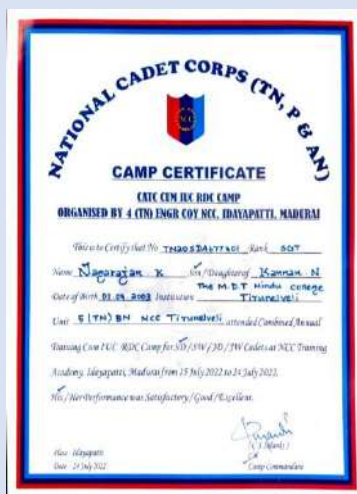 NATIONAL CADET CORPS (TN, P & AN)
NCC
CAMP CERTIFICATE
CATC CUM IUC RDC CAMP
ORGANISED BY 4 (TN) ENGR COY NCC, IDAYAPATTI, MADURAI
This is to Certify that No TN20SDA677601 Rank SGT
Name Nagarajan K Son/Daughter of Kannan N
The M.D.T Hindu College
Date of Birth 01.09.2003 Institution Tirunelveli
Unit 5 (TN) BN NCC Tirunelveli attended Combined Annual
Training Cum IUC RDC Camp for SD/SW/JD/JW Cadets at NCC Training
Academy, Idayapatti, Madurai from 15 July 2022 to 24 July 2022.
His/Her Performance was Satisfactory/Good/Excellent.
Place Idayapatti
Date 24 July 2022
Camp Commandant